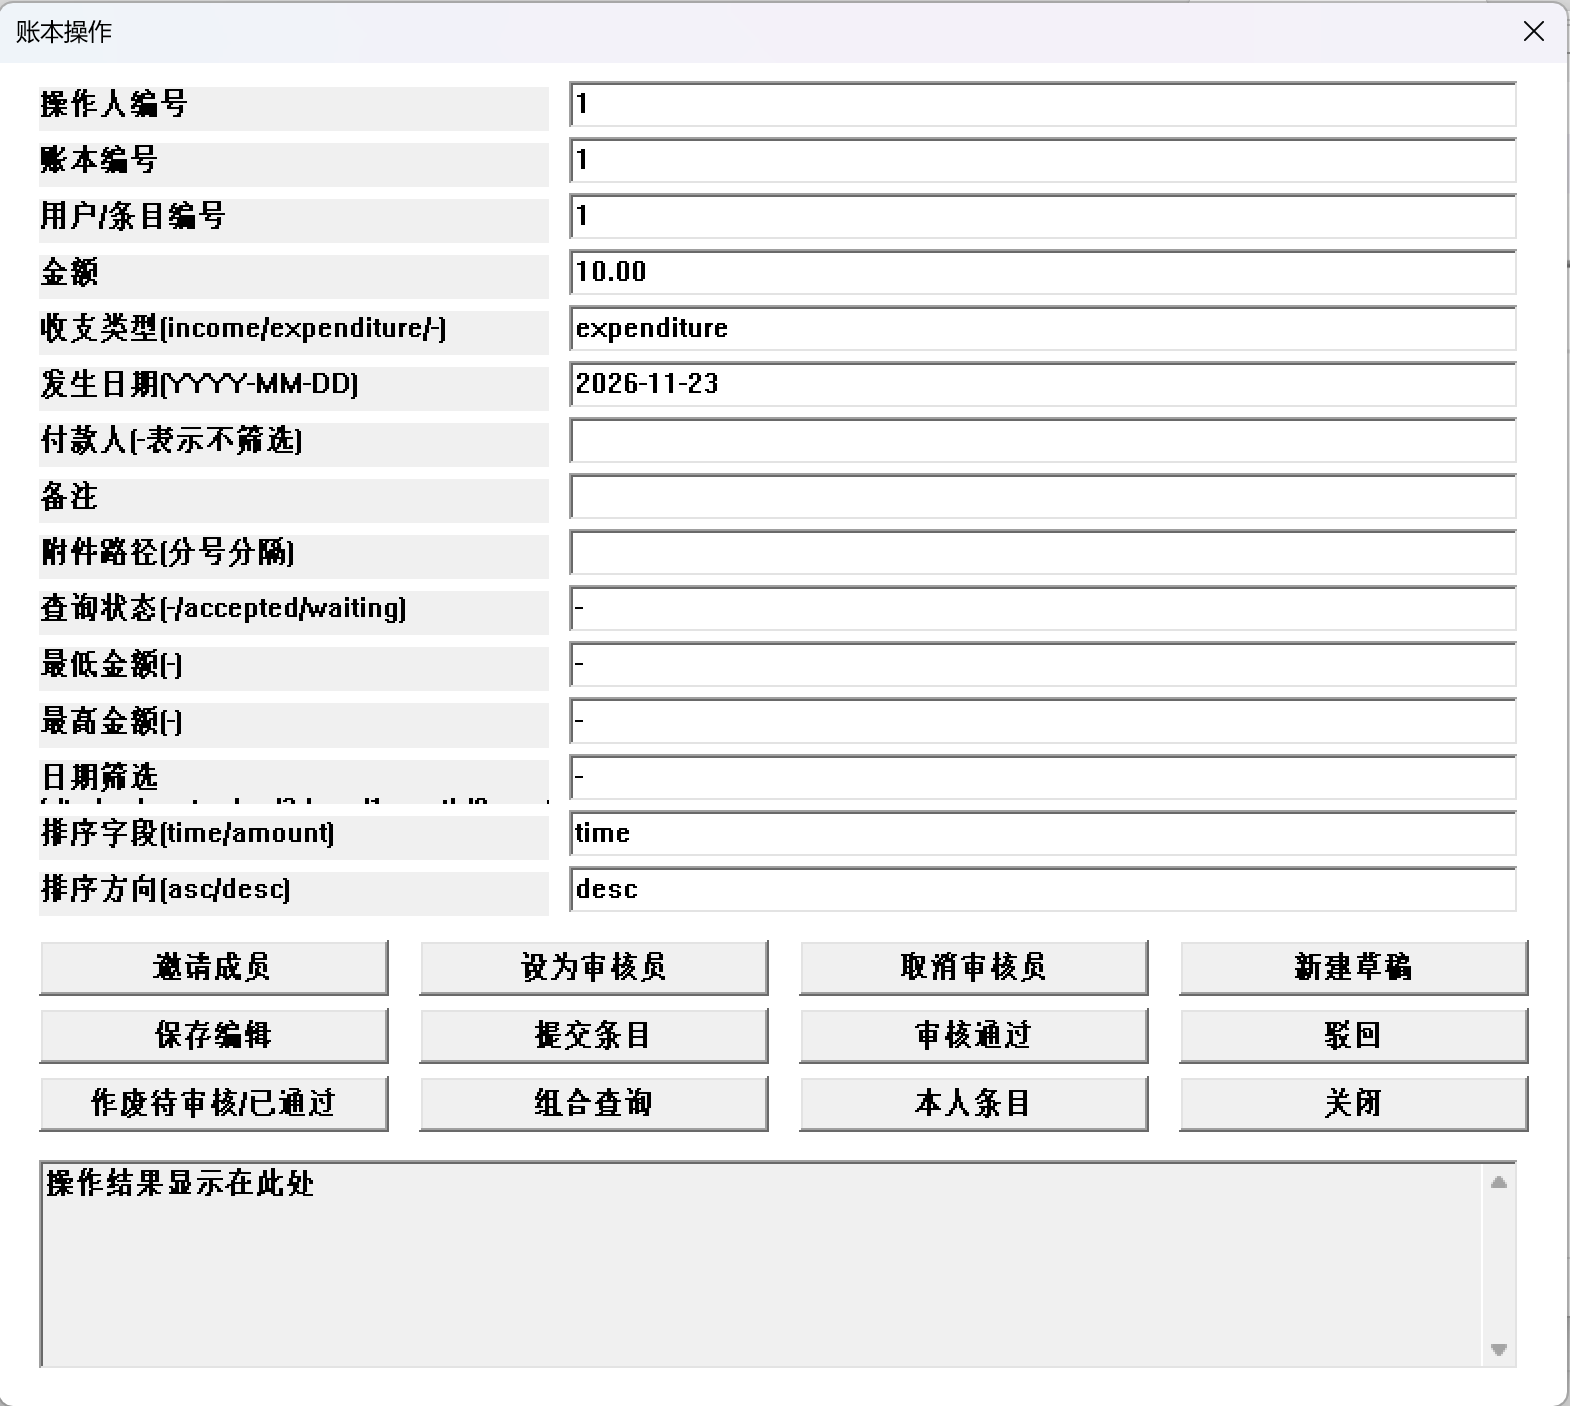 账本操作
操作人编号 1
账本编号 1
用户/条目编号 1
金额 10.00
收支类型(income/expenditure/-) expenditure
发生日期(YYYY-MM-DD) 2026-11-23
付款人(-表示不筛选)
备注
附件路径(分号分隔)
查询状态(-/accepted/waiting) -
最低金额(-) -
最高金额(-) -
日期筛选 -
排序字段(time/amount) time
排序方向(asc/desc) desc
邀请成员 设为审核员 取消审核员 新建草稿
保存编辑 提交条目 审核通过 驳回
作废待审核/已通过 组合查询 本人条目 关闭
操作结果显示在此处